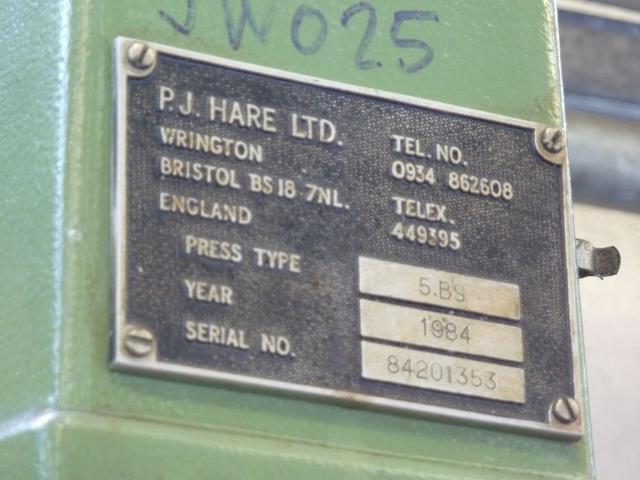 JW025
P.J. HARE LTD.
WRINGTON
BRISTOL BS18 7NL.
ENGLAND
TEL. NO.
0934 862608
TELEX.
449395
PRESS TYPE 5.BS
YEAR 1984
SERIAL NO. 84201353